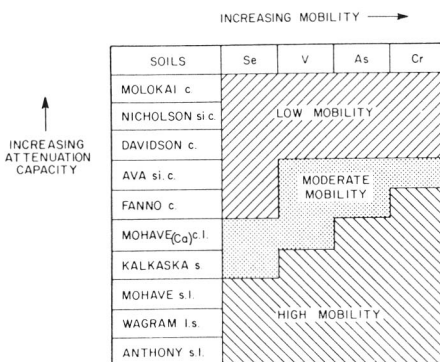 INCREASING MOBILITY
INCREASING
ATTENUATION
CAPACITY
SOILS Se V As Cr
MOLOKAI c.
NICHOLSON si c.
DAVIDSON c.
AVA si. c.
FANNO c.
MOHAVE(Ca)c.l.
KALKASKA s
MOHAVE s.l.
WAGRAM l.s.
ANTHONY s.l.
LOW MOBILITY
MODERATE
MOBILITY
HIGH MOBILITY